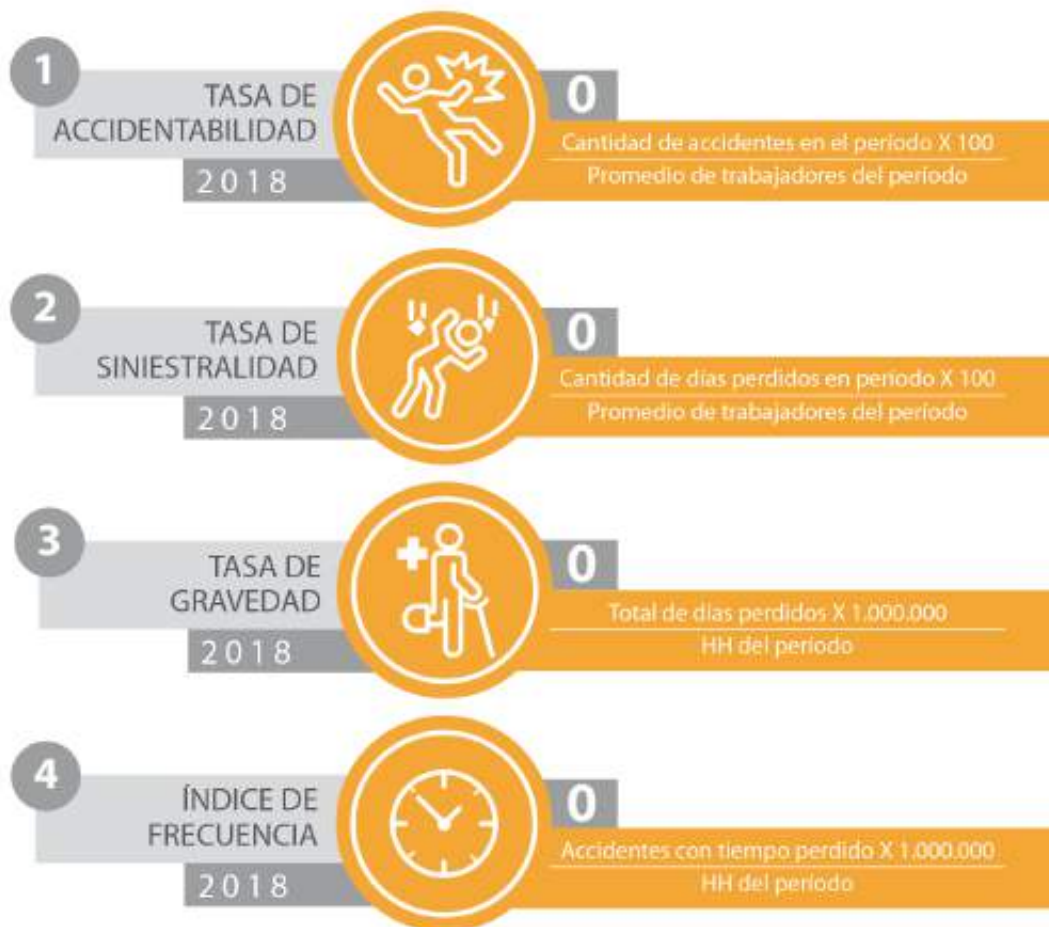 1
TASA DE
ACCIDENTABILIDAD
2018
0
Cantidad de accidentes en el período X 100
Promedio de trabajadores del período
2
TASA DE
SINIESTRALIDAD
2018
0
Cantidad de días perdidos en periodo X 100
Promedio de trabajadores del período
3
TASA DE
GRAVEDAD
2018
0
Total de días perdidos X 1.000.000
HH del periodo
4
ÍNDICE DE
FRECUENCIA
2018
0
Accidentes con tiempo perdido X 1.000.000
HH del periodo